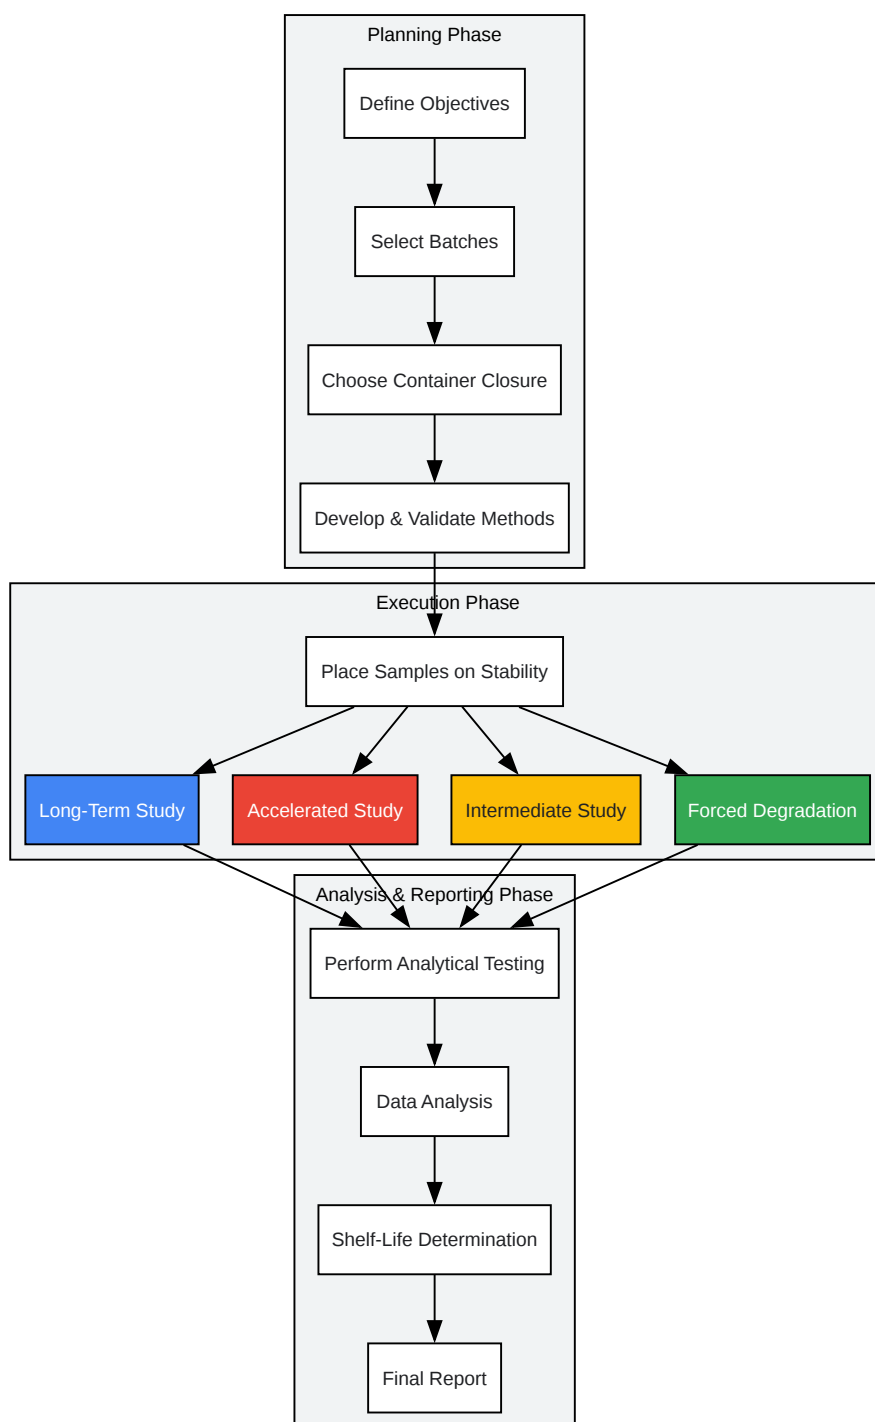 Planning Phase
Define Objectives
Select Batches
Choose Container Closure
Develop & Validate Methods
Execution Phase
Place Samples on Stability
Long-Term Study
Accelerated Study
Intermediate Study
Forced Degradation
Analysis & Reporting Phase
Perform Analytical Testing
Data Analysis
Shelf-Life Determination
Final Report